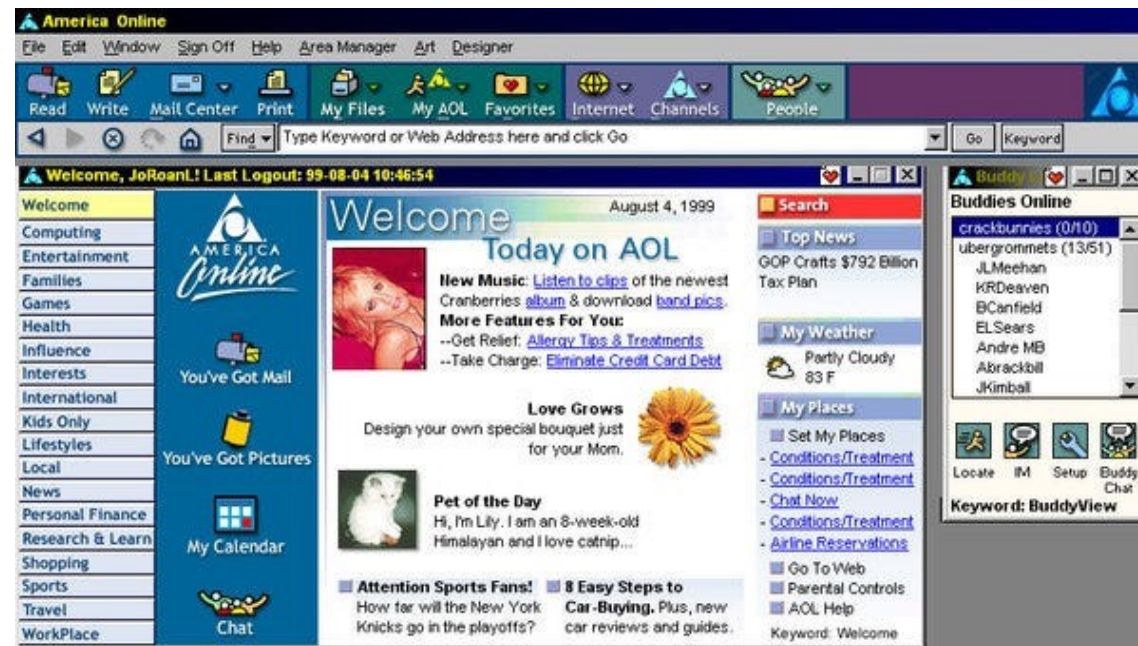 America Online
File Edit Window Sign Off Help Area Manager Art Designer
Read Write Mail Center Print My Files My AOL Favorites Internet Channels People
Find Type Keyword or Web Address here and click Go Go Keyword
Welcome, JoRoanL! Last Logout: 99-08-04 10:46:54
Welcome
Computing
Entertainment
Families
Games
Health
Influence
Interests
International
Kids Only
Lifestyles
Local
News
Personal Finance
Research & Learn
Shopping
Sports
Travel
WorkPlace
AMERICA
Online
You've Got Mail
You've Got Pictures
My Calendar
Chat
Welcome
August 4, 1999
Today on AOL
New Music: Listen to clips of the newest
Cranberries album & download band pics.
More Features For You:
--Get Relief: Allergy Tips & Treatments
--Take Charge: Eliminate Credit Card Debt
Love Grows
Design your own special bouquet just
for your Mom.
Pet of the Day
Hi, I'm Lily. I am an 8-week-old
Himalayan and I love catnip...
Attention Sports Fans!
How far will the New York
Knicks go in the playoffs?
8 Easy Steps to
Car-Buying. Plus, new
car reviews and guides.
Search
Top News
GOP Crafts $792 Billion
Tax Plan
My Weather
Partly Cloudy
83 F
My Places
Set My Places
- Conditions/Treatment
- Conditions/Treatment
- Chat Now
- Conditions/Treatment
- Airline Reservations
Go To Web
Parental Controls
AOL Help
Keyword: Welcome
Buddy
Buddies Online
crackbunnies (0/10)
ubergrommets (13/51)
JLMeehan
KRDeaven
BCanfield
ELSears
Andre MB
Abrackbill
JKimball
Locate IM Setup Buddy
Chat
Keyword: BuddyView